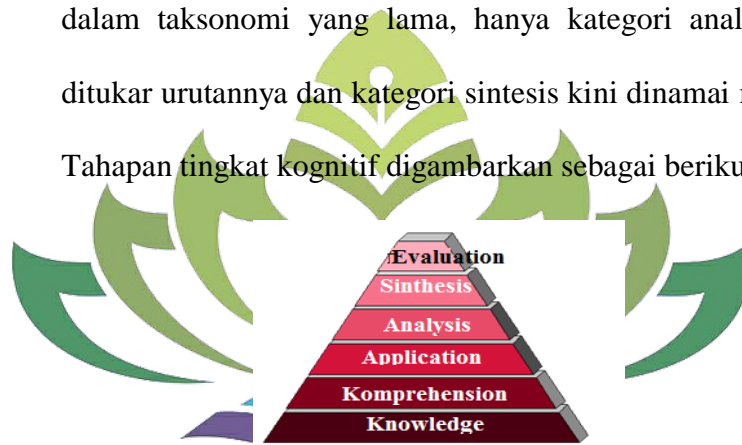 dalam taksonomi yang lama, hanya kategori anal
ditukar urutannya dan kategori sintesis kini dinamai
Tahapan tingkat kognitif digambarkan sebagai beriku
Evaluation
Sinthesis
Analysis
Application
Komprehension
Knowledge